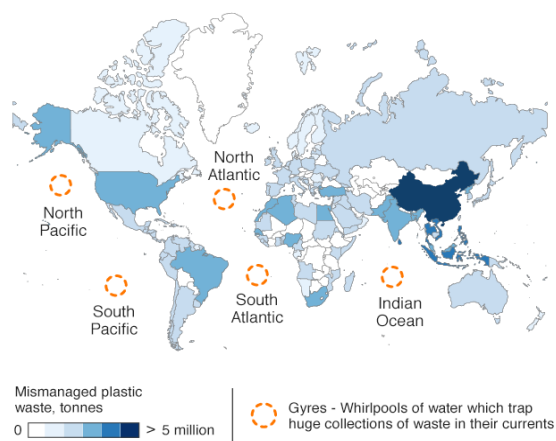 North
Atlantic
North
Pacific
South
Pacific
South
Atlantic
Indian
Ocean
Mismanaged plastic
waste, tonnes
0 > 5 million
Gyres - Whirlpools of water which trap
huge collections of waste in their currents.